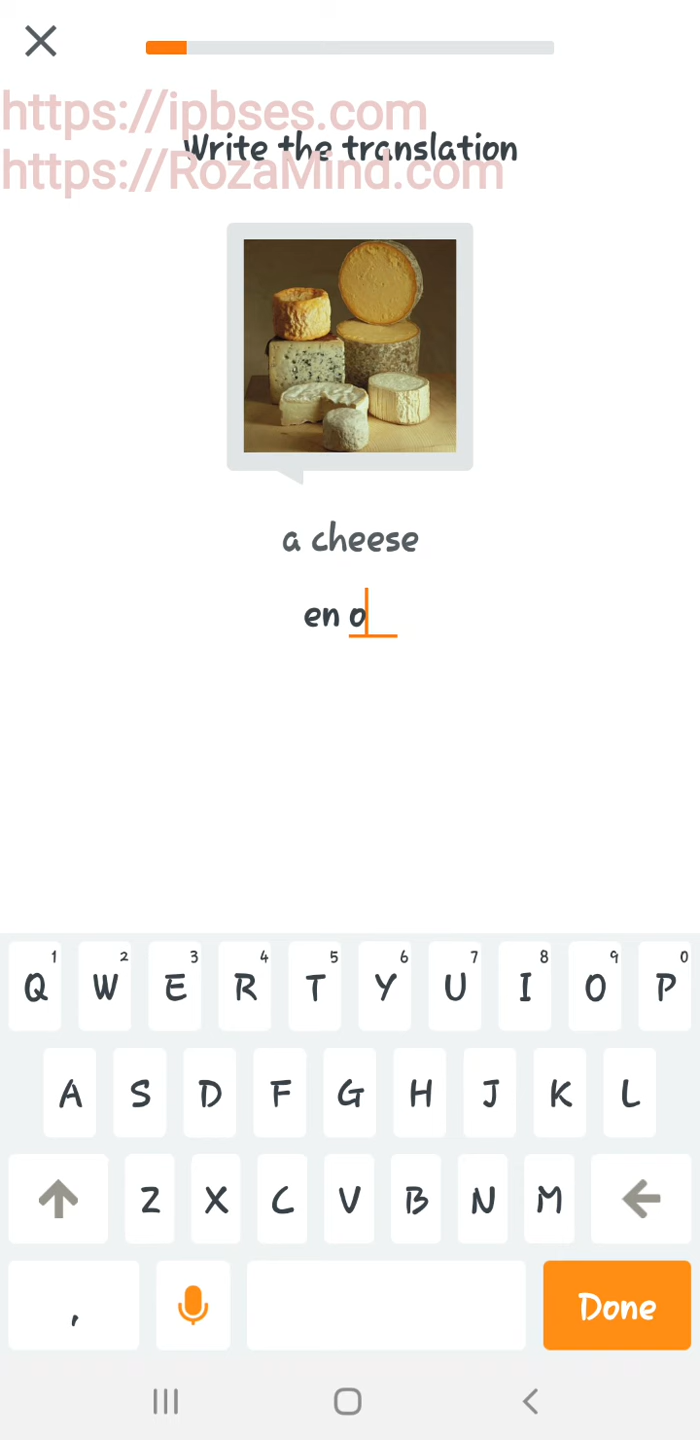 https://ipbses.com
Write the translation
https://RozaMind.com
a cheese
en o
1 2 3 4 5 6 7 8 9 0
Q W E R T Y U I O P
A S D F G H J K L
Z X C V B N M
, Done